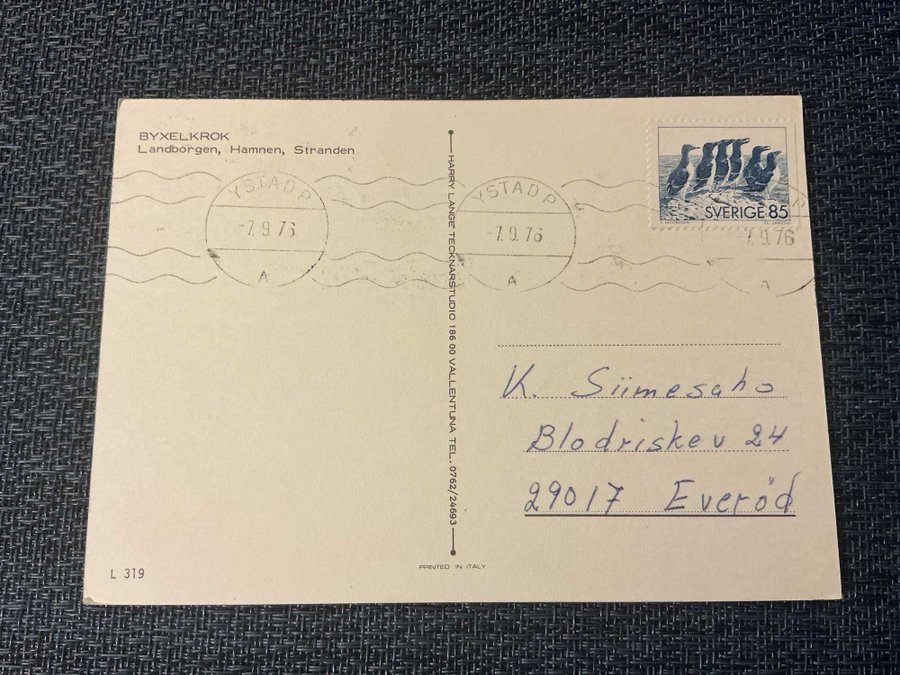 BYXELKROK
Landborgen, Hamnen, Stranden
YSTAD P
-7.9.76
A
YSTAD P
-7.9.76
A
SVERIGE 85
7.9.76
A
HARRY LANGE TECKNARSTUDIO 186 00 VALLENTUNA TEL. 0762/24693
K. Siimesaho
Blodriskev 24
29017 Everöd
L 319
PRINTED IN ITALY